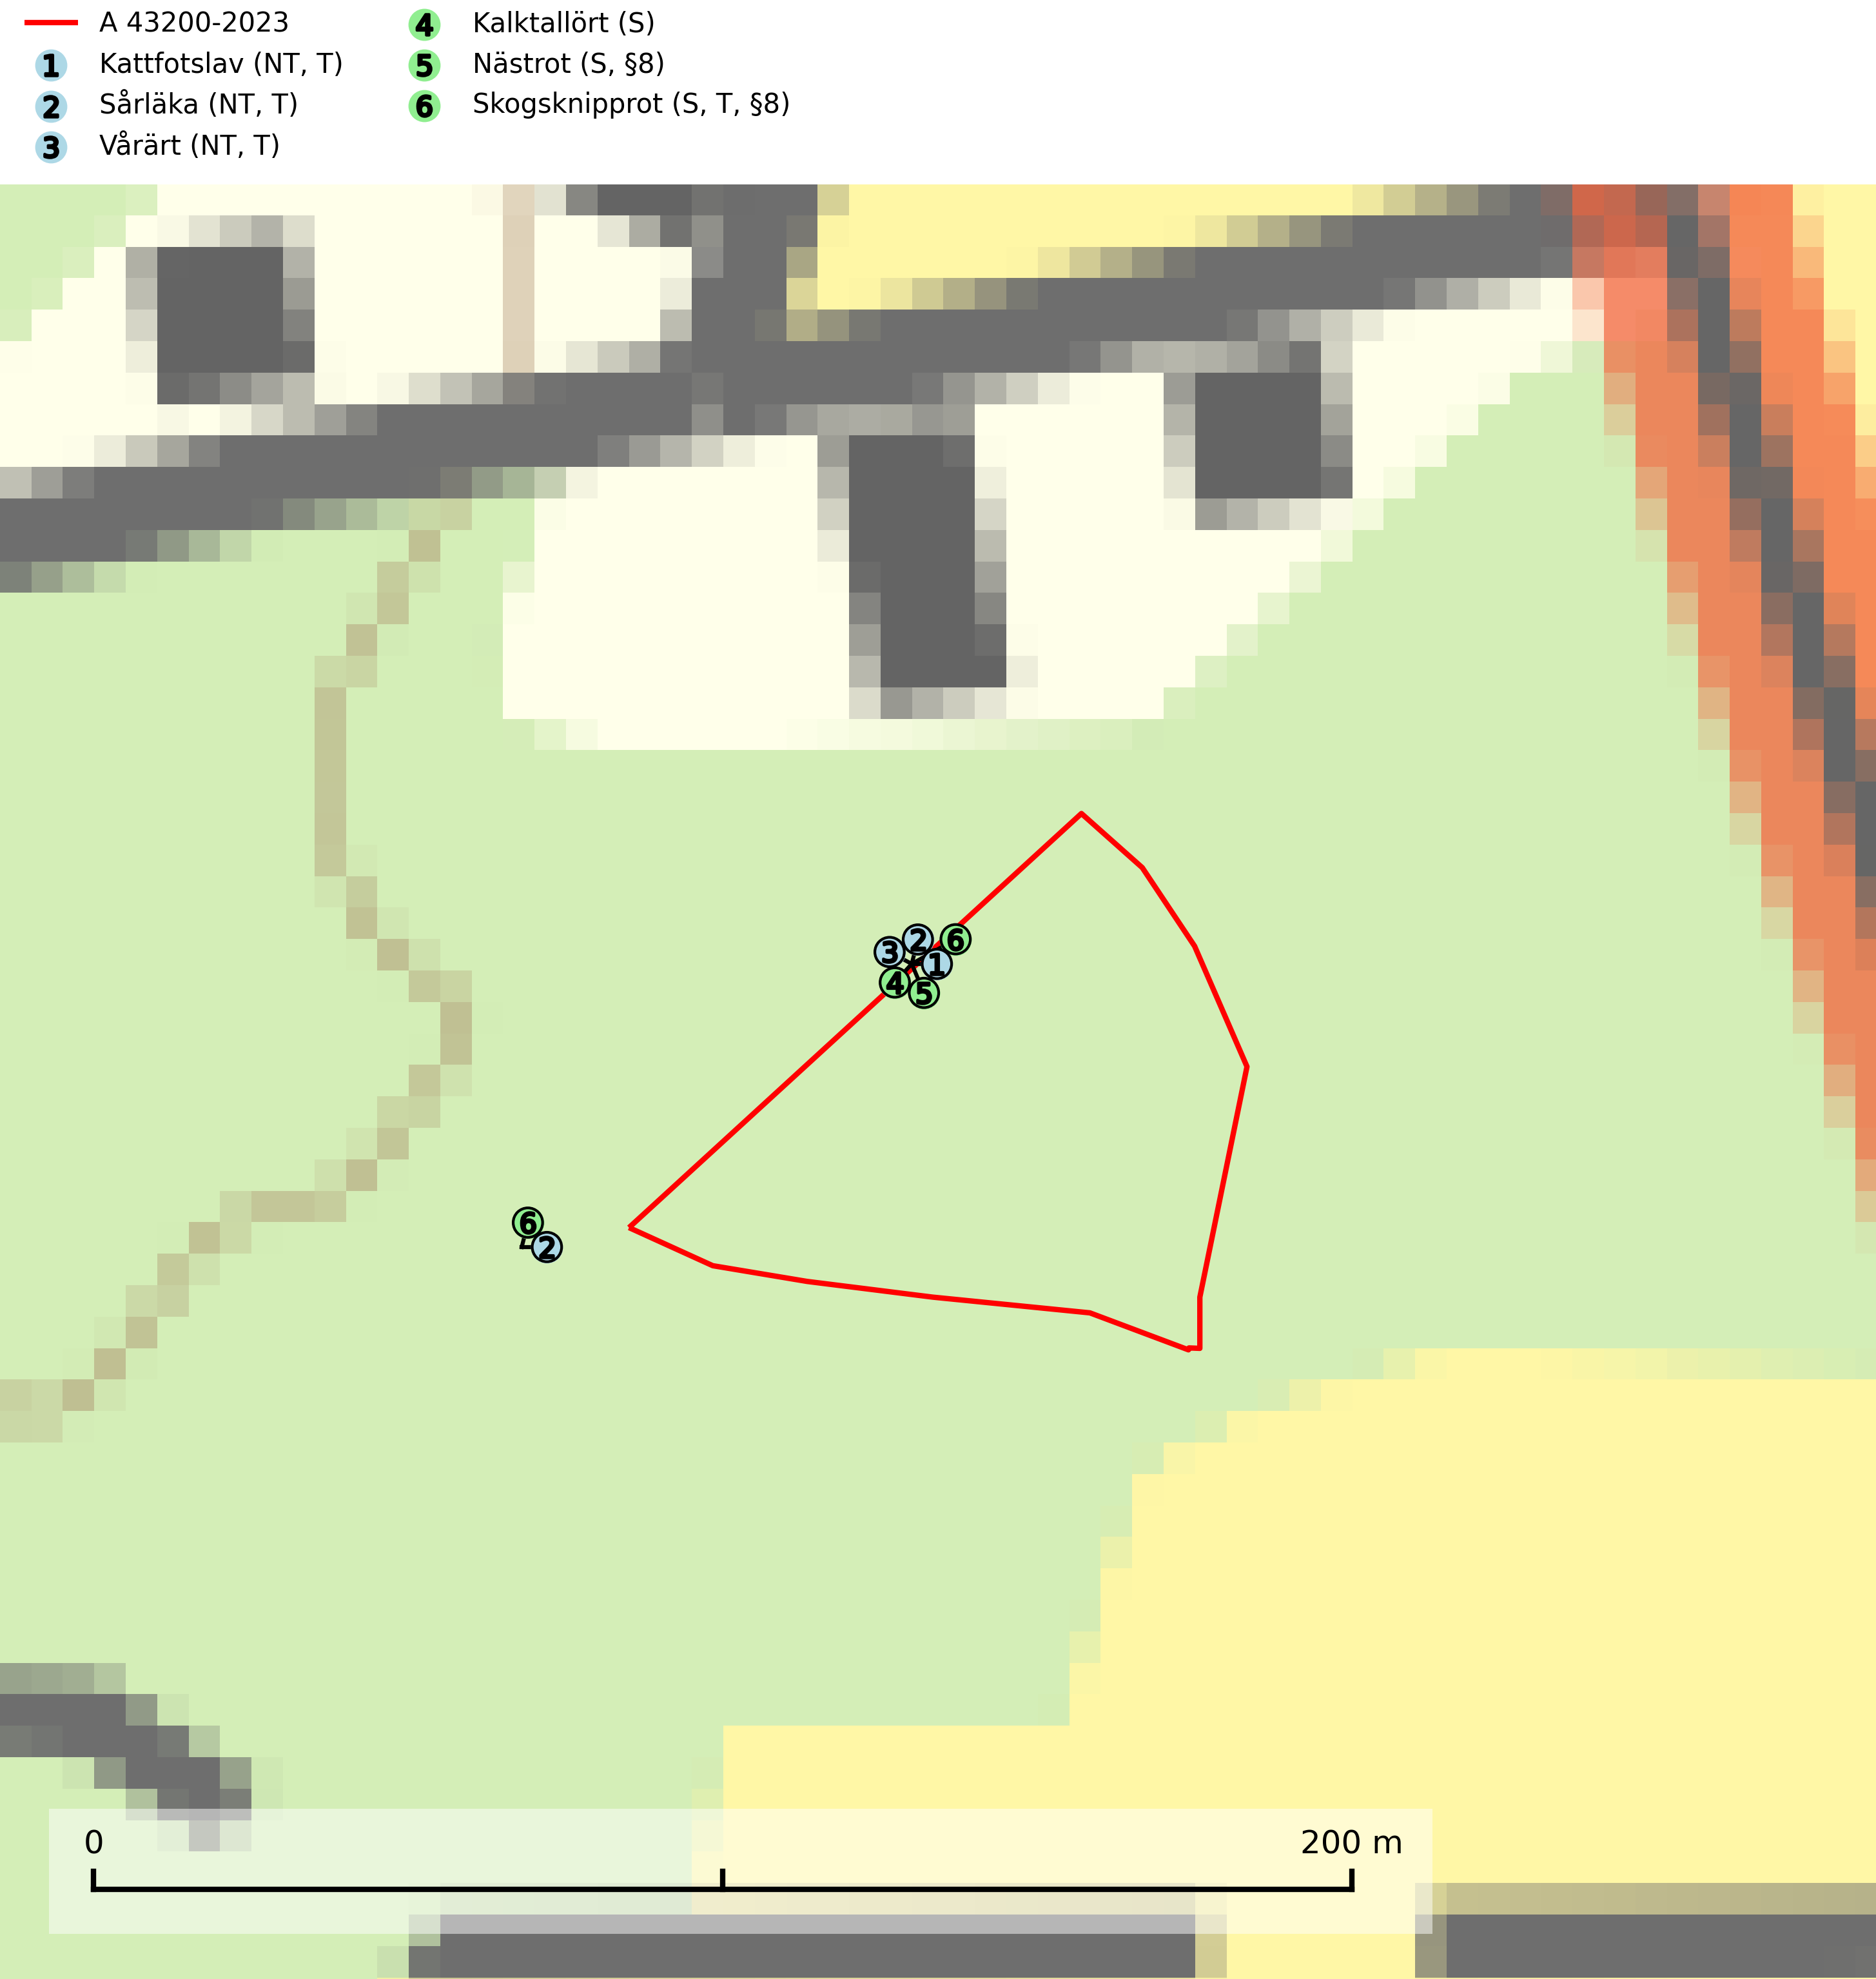 A 43200-2023
1 Kattfotslav (NT, T)
2 Sårläka (NT, T)
3 Vårärt (NT, T)
4 Kalktallört (S)
5 Nästrot (S, §8)
6 Skogsknipprot (S, T, §8)
2 6
3 1
4 5
6
2
0 200 m